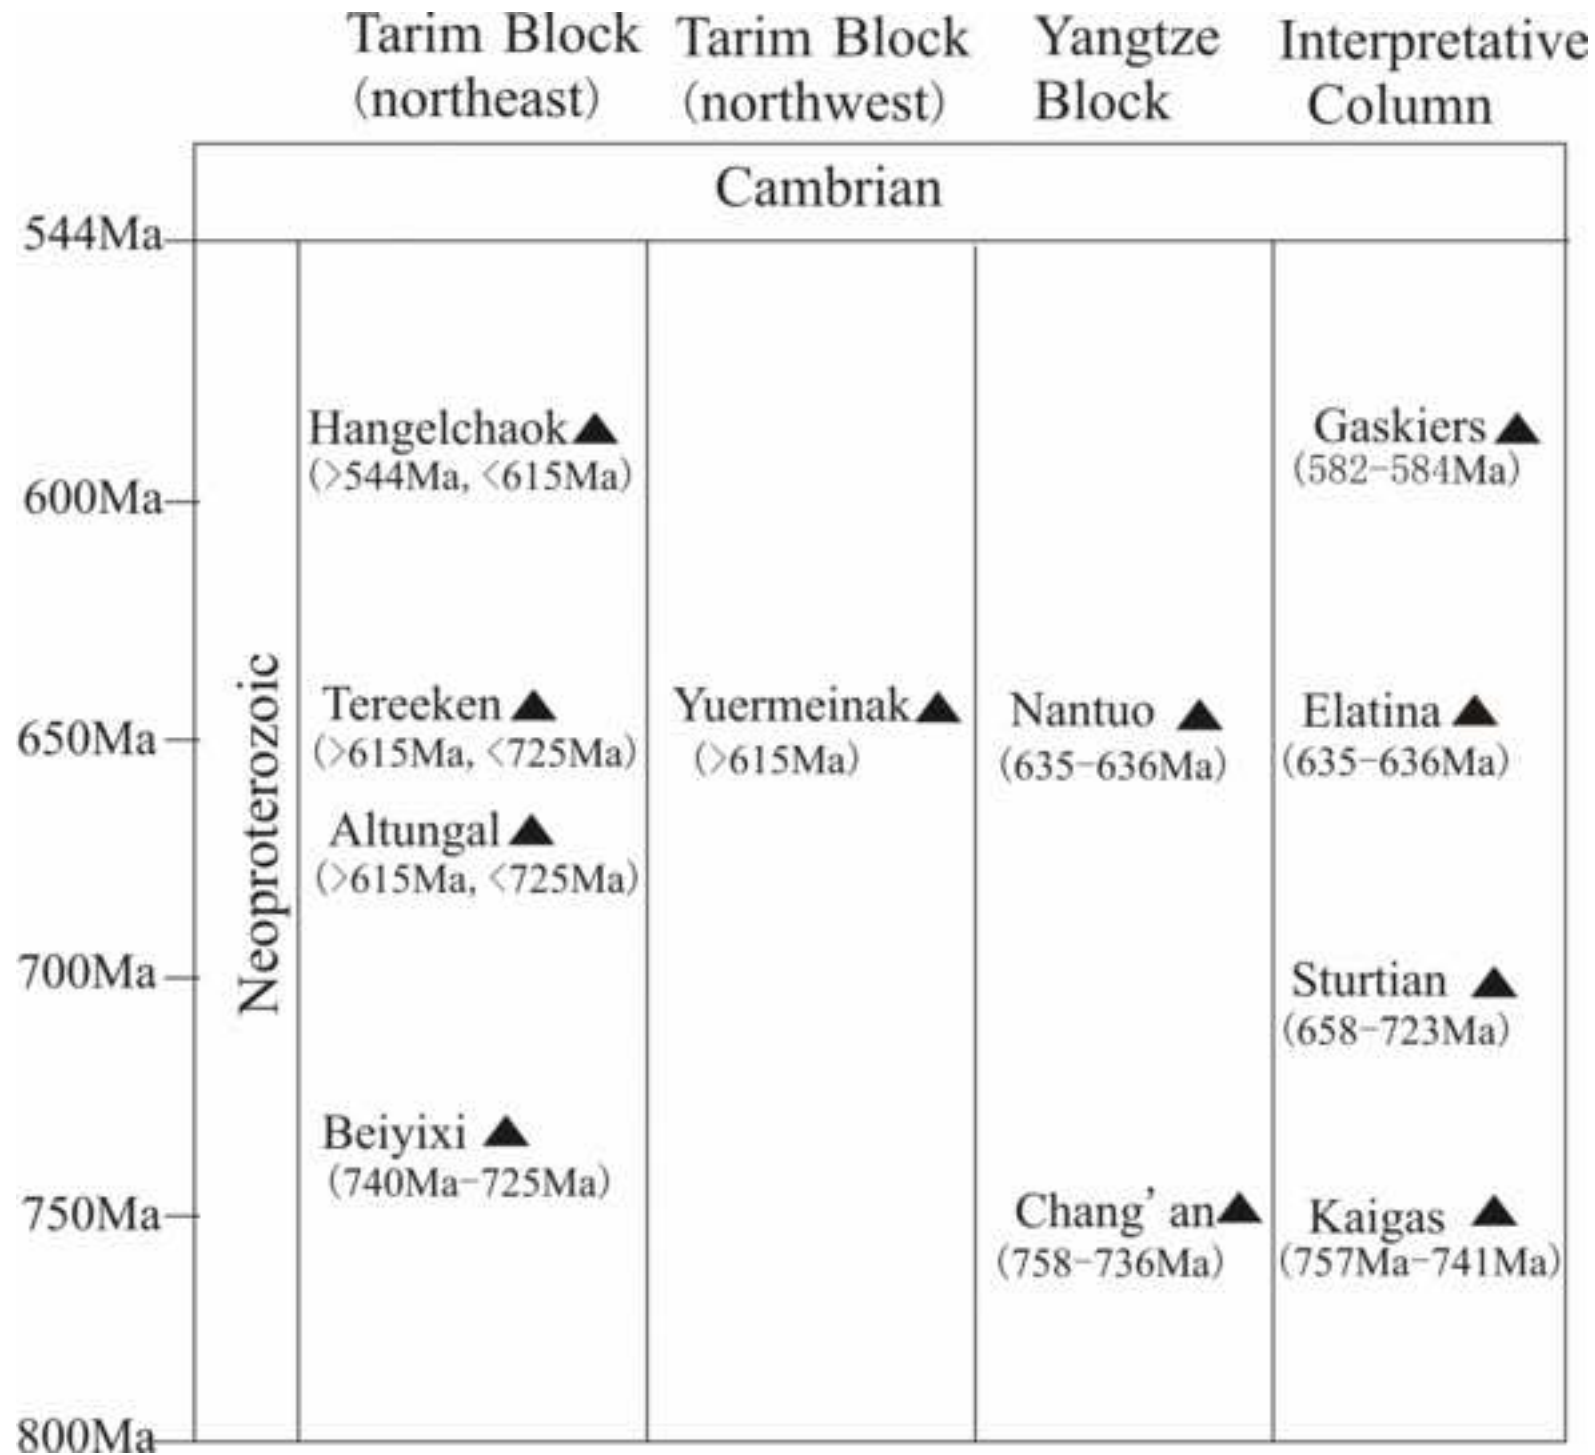 Tarim Block
(northeast)
Tarim Block
(northwest)
Yangtze
Block
Interpretative
Column
Cambrian
544Ma
Hangelchaok
(>544Ma, <615Ma)
Gaskiers
(582-584Ma)
600Ma
Neoproterozoic
Tereeken
(>615Ma, <725Ma)
Yuermeinak
(>615Ma)
Nantuo
(635-636Ma)
Elatina
(635-636Ma)
650Ma
Altungal
(>615Ma, <725Ma)
700Ma
Sturtian
(658-723Ma)
Beiyixi
(740Ma-725Ma)
750Ma
Chang’an
(758-736Ma)
Kaigas
(757Ma-741Ma)
800Ma